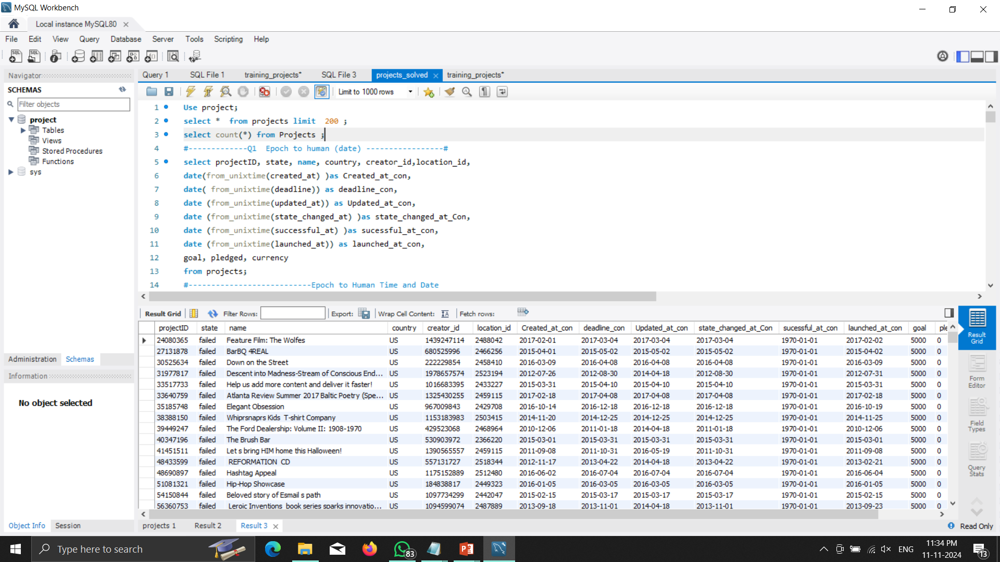 MySQL Workbench
Local instance MySQL80
File Edit View Query Database Server Tools Scripting Help
Navigator
SCHEMAS
Filter objects
project
Tables
Views
Stored Procedures
Functions
sys
Administration Schemas
Information
No object selected
Object Info Session
Query 1 SQL File 1 training_projects* SQL File 3 projects_solved training_projects*
Limit to 1000 rows
1 Use project;
2 select *  from projects limit  200 ;
3 select count(*) from Projects ;
4 #-------------Q1  Epoch to human (date) -----------------#
5 select projectID, state, name, country, creator_id,location_id,
6 date(from_unixtime(created_at) )as Created_at_con,
7 date( from_unixtime(deadline)) as deadline_con,
8 date (from_unixtime(updated_at)) as Updated_at_con,
9 date (from_unixtime(state_changed_at) )as state_changed_at_Con,
10 date (from_unixtime(successful_at) )as sucessful_at_con,
11 date (from_unixtime(launched_at)) as launched_at_con,
12 goal, pledged, currency
13 from projects;
14 #---------------------------Epoch to Human Time and Date
Result Grid Filter Rows: Export: Wrap Cell Content: Fetch rows:
projectID state name country creator_id location_id Created_at_con deadline_con Updated_at_con state_changed_at_Con sucessful_at_con launched_at_con goal ple
24080365 failed Feature Film: The Wolfes US 1439247114 2488042 2017-02-01 2017-03-04 2017-03-04 2017-03-04 1970-01-01 2017-02-02 5000 0
27131878 failed BarBQ 4REAL US 680525996 2466256 2015-04-01 2015-05-02 2015-05-02 2015-05-02 1970-01-01 2015-04-02 5000 0
30525634 failed Down on the Street US 222229854 2458410 2016-03-09 2016-04-08 2016-04-08 2016-04-08 1970-01-01 2016-03-09 5000 0
31977817 failed Descent into Madness-Stream of Conscious End... US 1978657574 2523194 2012-07-26 2012-08-30 2014-04-18 2012-08-30 1970-01-01 2012-07-31 5000 0
33517733 failed Help us add more content and deliver it faster! US 1016683395 2433227 2015-03-31 2015-04-10 2015-04-10 2015-04-10 1970-01-01 2015-03-31 5000 0
33640759 failed Atlanta Review Summer 2017 Baltic Poetry (Spe... US 1325430255 2459115 2017-02-18 2017-04-08 2017-04-08 2017-04-08 1970-01-01 2017-02-18 5000 0
35185748 failed Elegant Obsession US 967009843 2429708 2016-10-14 2016-12-18 2016-12-18 2016-12-18 1970-01-01 2016-10-19 5000 0
38388150 failed Whiprsnaprs Kids  T-shirt Company US 1153183983 2503415 2014-11-20 2014-12-25 2014-12-25 2014-12-25 1970-01-01 2014-11-25 5000 0
39449247 failed The Ford Dealership: Volume II: 1908-1970 US 429523068 2468964 2010-12-06 2011-01-18 2014-04-18 2011-01-18 1970-01-01 2010-12-06 5000 0
40347196 failed The Brush Bar US 530903972 2366220 2015-03-01 2015-03-31 2015-03-31 2015-03-31 1970-01-01 2015-03-01 5000 0
41451511 failed Let s bring HIM home this Halloween! US 1390565557 2459115 2011-09-08 2011-10-31 2016-05-19 2011-10-31 1970-01-01 2011-09-08 5000 0
48433599 failed REFORMATION  CD US 557131727 2518344 2012-11-17 2013-04-22 2014-04-18 2013-04-22 1970-01-01 2013-02-21 5000 0
48690897 failed Hashtag Appeal US 1175152889 2512480 2016-06-02 2016-07-04 2016-07-04 2016-07-04 1970-01-01 2016-06-04 5000 0
51081321 failed Hip-Hop Showcase US 184838817 2449323 2016-01-05 2016-03-05 2016-03-05 2016-03-05 1970-01-01 2016-01-05 5000 0
54150844 failed Beloved story of Esmail s path US 1097734299 2442047 2015-02-15 2015-03-17 2015-03-17 2015-03-17 1970-01-01 2015-02-15 5000 0
56360753 failed Leroic Inventions  book series sparks innovatio... US 1094599074 2487889 2013-09-18 2013-11-01 2014-04-18 2013-11-01 1970-01-01 2013-09-23 5000 0
Result Grid
Form Editor
Field Types
Query Stats
projects 1 Result 2 Result 3
Read Only
Type here to search
83
ENG
11:34 PM
11-11-2024
13